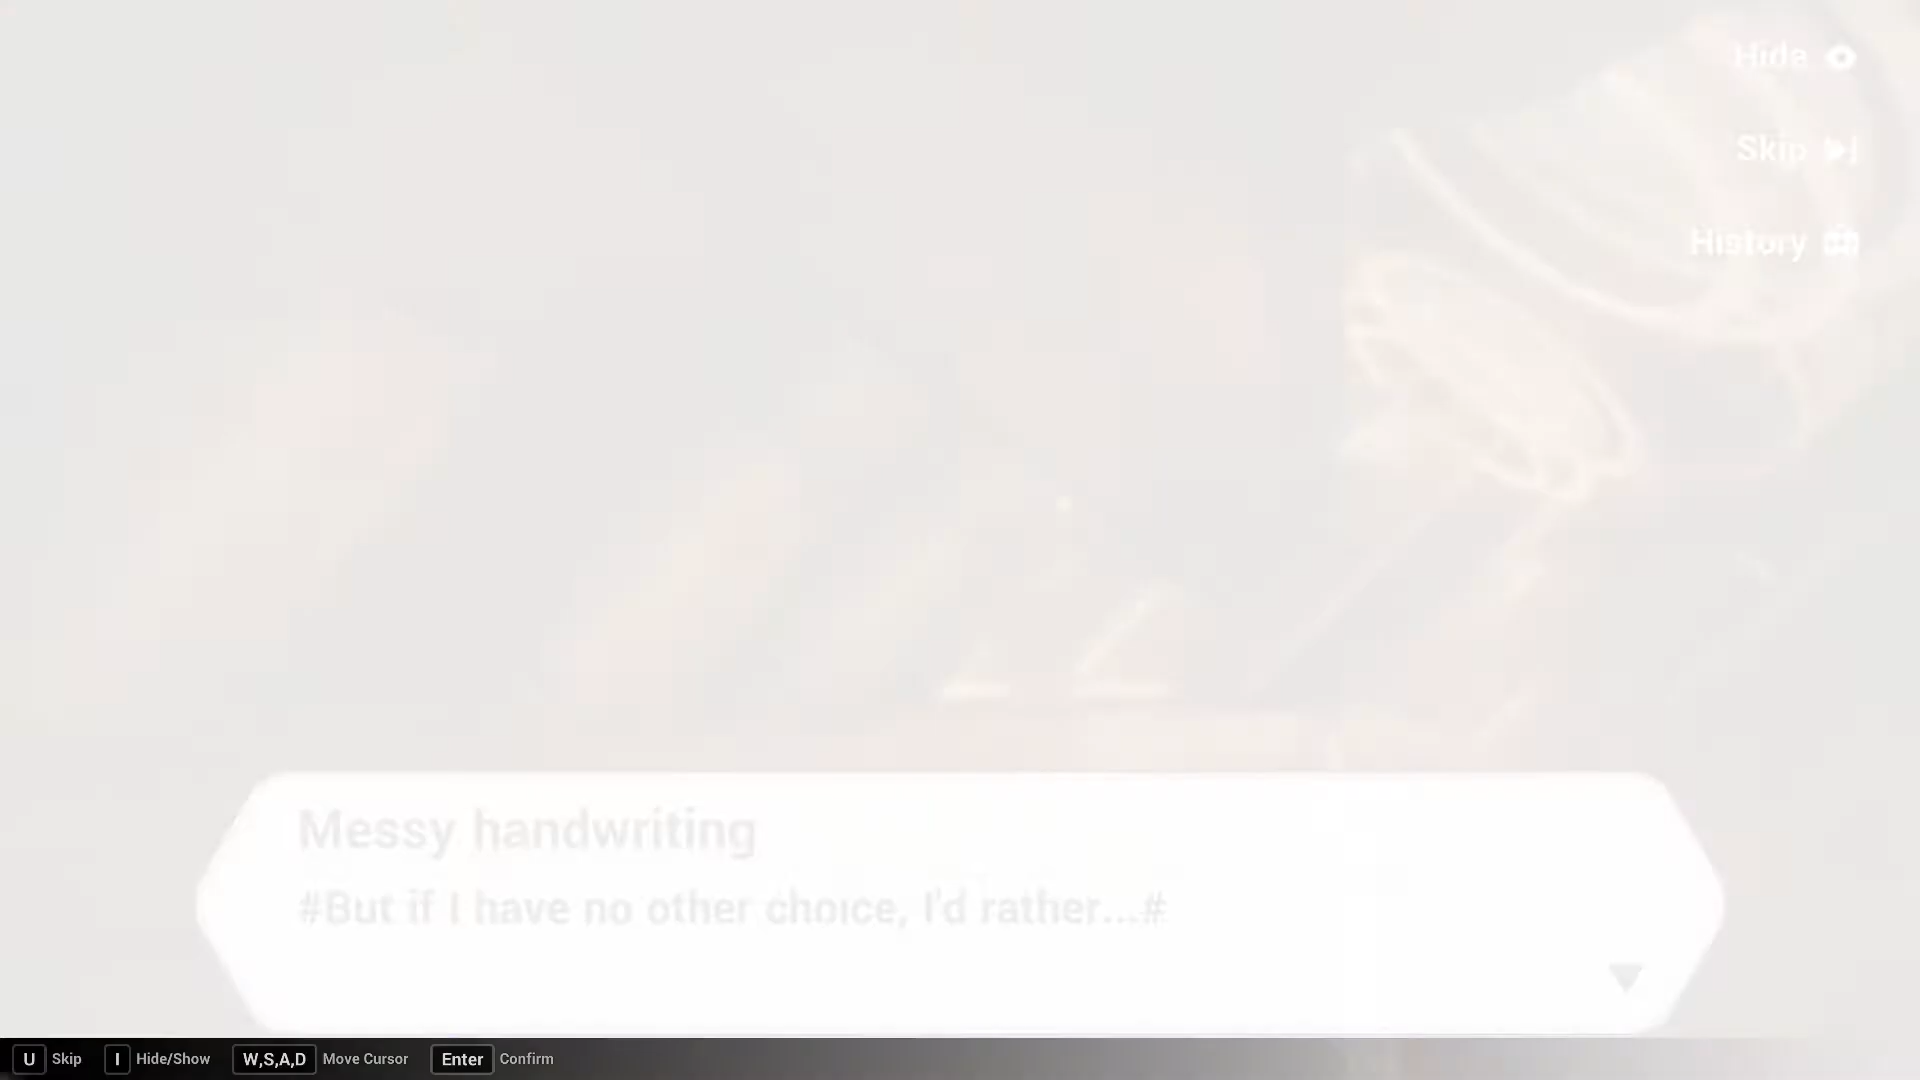 Hide
Skip
History
Messy handwriting
#But if I have no other choice, I'd rather...#
U Skip I Hide/Show W,S,A,D Move Cursor Enter Confirm